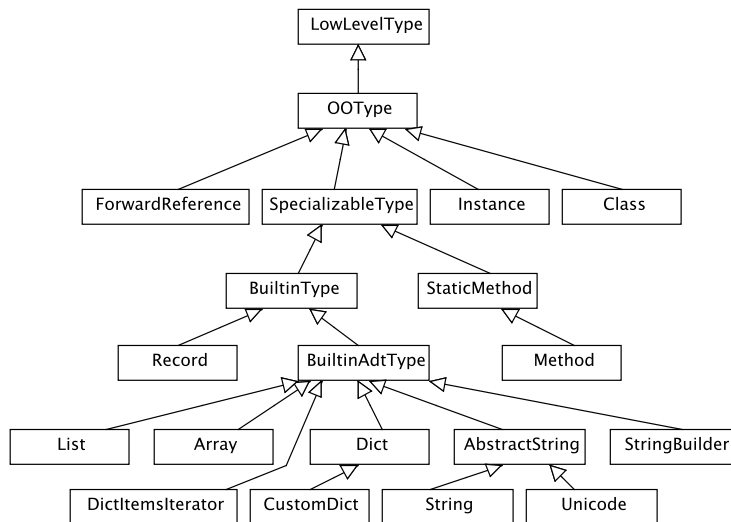 LowLevelType
OOType
ForwardReference
SpecializableType
Instance
Class
BuiltinType
StaticMethod
Record
BuiltinAdtType
Method
List
Array
Dict
AbstractString
StringBuilder
DictItemsIterator
CustomDict
String
Unicode